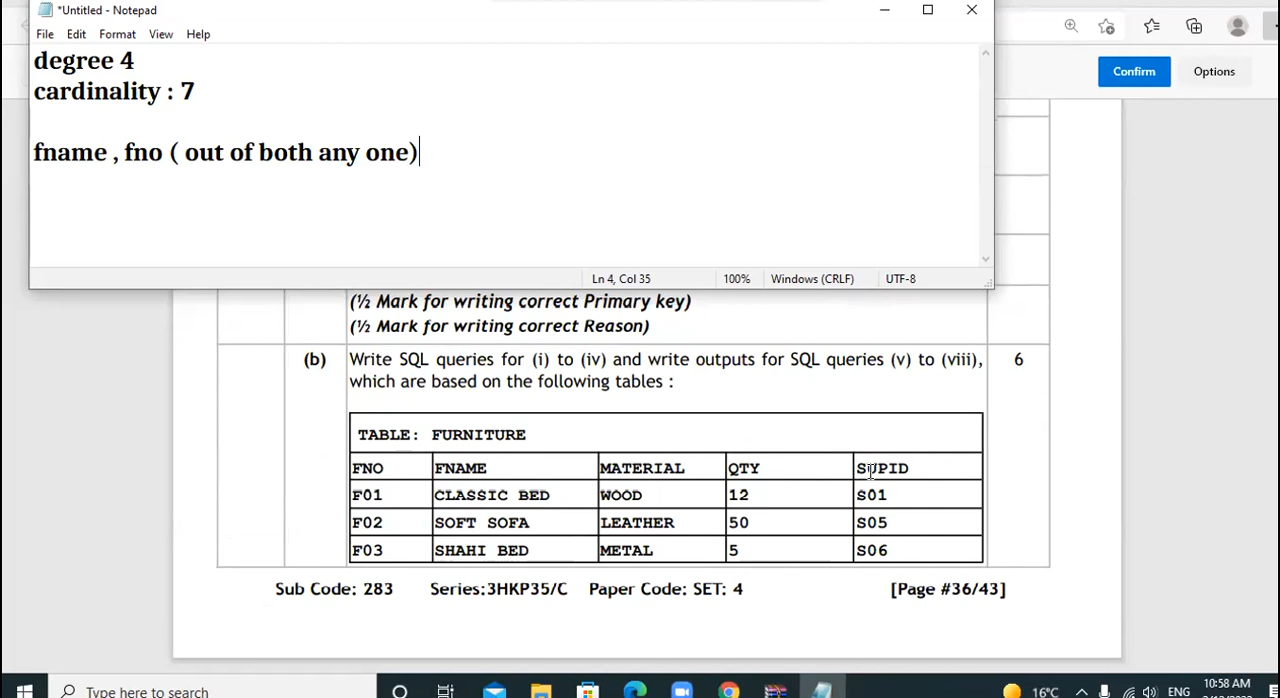 *Untitled - Notepad
File Edit Format View Help
degree 4
cardinality : 7
fname , fno ( out of both any one)
Ln 4, Col 35 100% Windows (CRLF) UTF-8
Confirm Options
(½ Mark for writing correct Primary key)
(½ Mark for writing correct Reason)
(b) Write SQL queries for (i) to (iv) and write outputs for SQL queries (v) to (viii), 6
which are based on the following tables :
TABLE: FURNITURE
FNO FNAME MATERIAL QTY SUPID
F01 CLASSIC BED WOOD 12 S01
F02 SOFT SOFA LEATHER 50 S05
F03 SHAHI BED METAL 5 S06
Sub Code: 283 Series:3HKP35/C Paper Code: SET: 4 [Page #36/43]
Type here to search
16°C ENG 10:58 AM